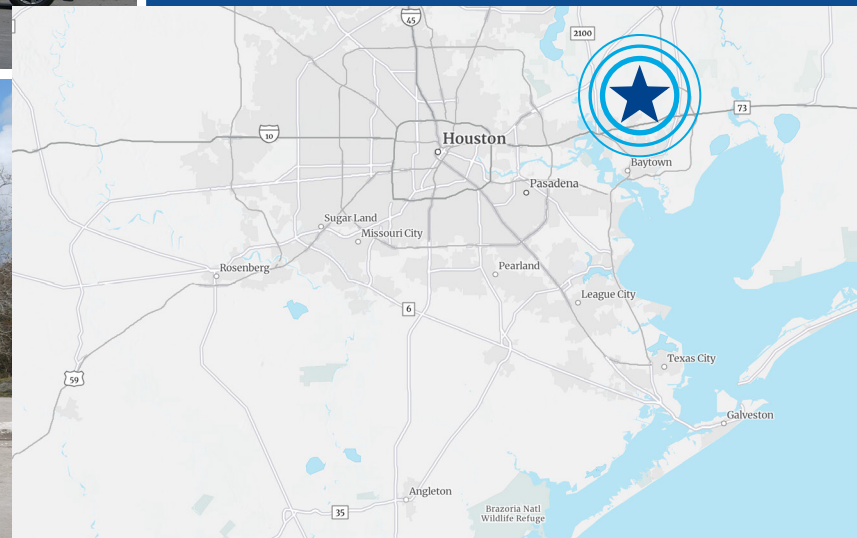 45
2100
73
10
Houston
Baytown
Pasadena
Sugar Land
Missouri City
Rosenberg
Pearland
League City
6
Texas City
59
Galveston
Angleton
35
Brazoria Natl
Wildlife Refuge